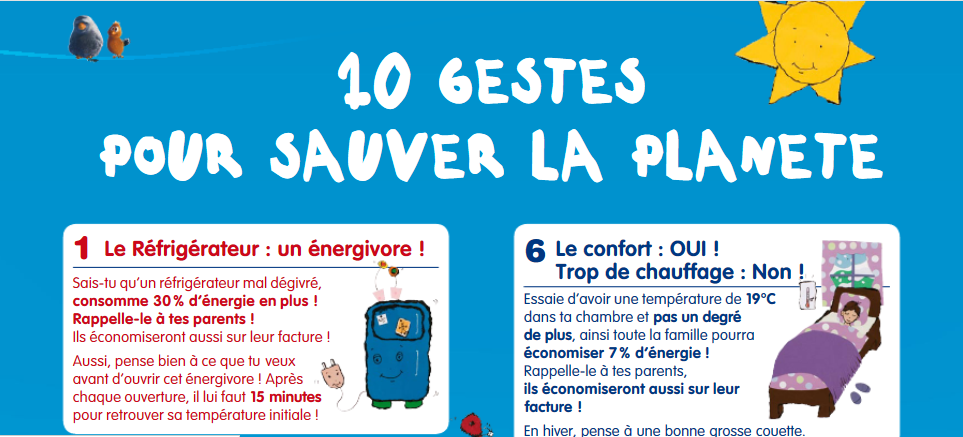 10 GESTES
POUR SAUVER LA PLANETE
1 Le Réfrigérateur : un énergivore !
Sais-tu qu'un réfrigérateur mal dégivré,
consomme 30 % d'énergie en plus !
Rappelle-le à tes parents !
Ils économiseront aussi sur leur facture !
Aussi, pense bien à ce que tu veux
avant d'ouvrir cet énergivore ! Après
chaque ouverture, il lui faut 15 minutes
pour retrouver sa température initiale !
6 Le confort : OUI !
Trop de chauffage : Non !
Essaie d'avoir une température de 19°C
dans ta chambre et pas un degré
de plus, ainsi toute la famille pourra
économiser 7 % d'énergie !
Rappelle-le à tes parents,
ils économiseront aussi sur leur
facture !
En hiver, pense à une bonne grosse couette.